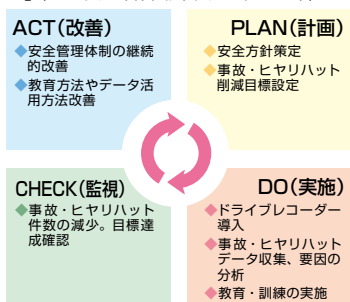 ACT(改善)
◆安全管理体制の継続
的改善
◆教育方法やデータ活
用方法改善
PLAN(計画)
◆安全方針策定
◆事故・ヒヤリハット
削減目標設定
CHECK(監視)
◆事故・ヒヤリハット
件数の減少。目標達
成確認
DO(実施)
◆ドライブレコーダー
導入
◆事故・ヒヤリハット
データ収集、要因の
分析
◆教育・訓練の実施